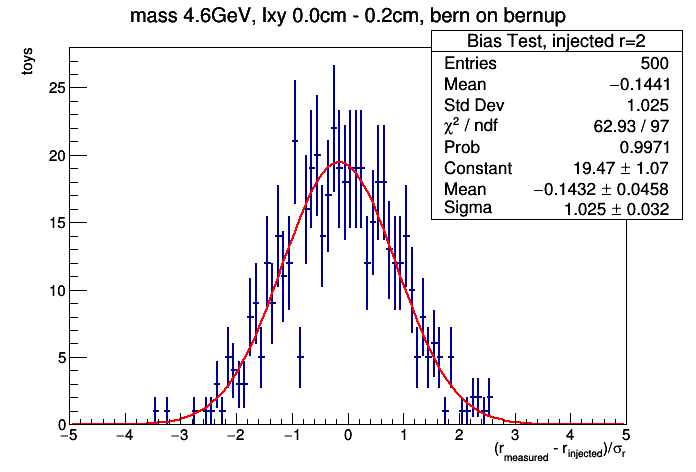 mass 4.6GeV, lxy 0.0cm - 0.2cm, bern on bernup
Bias Test, injected r=2
Entries 500
Mean −0.1441
Std Dev 1.025
χ² / ndf 62.93 / 97
Prob 0.9971
Constant 19.47 ± 1.07
Mean −0.1432 ± 0.0458
Sigma 1.025 ± 0.032
toys
25
20
15
10
5
0
−5 −4 −3 −2 −1 0 1 2 3 4 5
(r_measured - r_injected)/σ_r